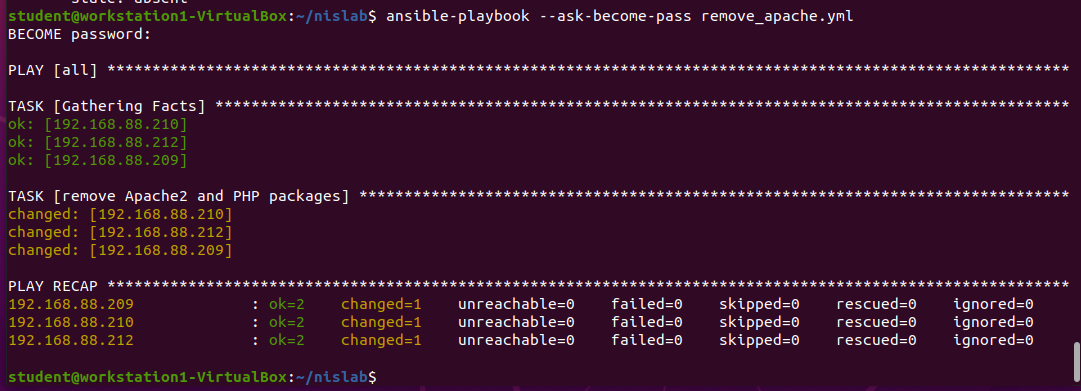 state: absent
student@workstation1-VirtualBox:~/nislab$ ansible-playbook --ask-become-pass remove_apache.yml
BECOME password:
PLAY [all] ***********************************************************************************************************
TASK [Gathering Facts] ***********************************************************************************************
ok: [192.168.88.210]
ok: [192.168.88.212]
ok: [192.168.88.209]
TASK [remove Apache2 and PHP packages] *******************************************************************************
changed: [192.168.88.210]
changed: [192.168.88.212]
changed: [192.168.88.209]
PLAY RECAP ***********************************************************************************************************
192.168.88.209 : ok=2 changed=1 unreachable=0 failed=0 skipped=0 rescued=0 ignored=0
192.168.88.210 : ok=2 changed=1 unreachable=0 failed=0 skipped=0 rescued=0 ignored=0
192.168.88.212 : ok=2 changed=1 unreachable=0 failed=0 skipped=0 rescued=0 ignored=0
student@workstation1-VirtualBox:~/nislab$